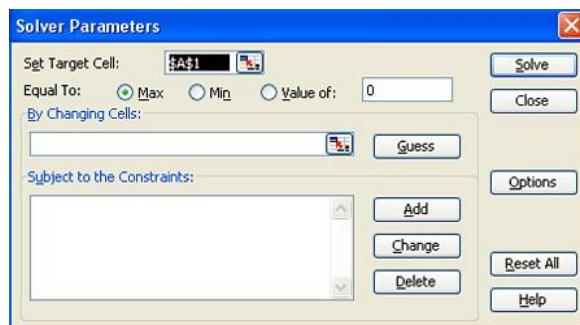 Solver Parameters
Set Target Cell: $A$1 Solve
Equal To: Max Min Value of: 0 Close
By Changing Cells:
Guess
Subject to the Constraints: Options
Add
Change
Reset All
Delete
Help